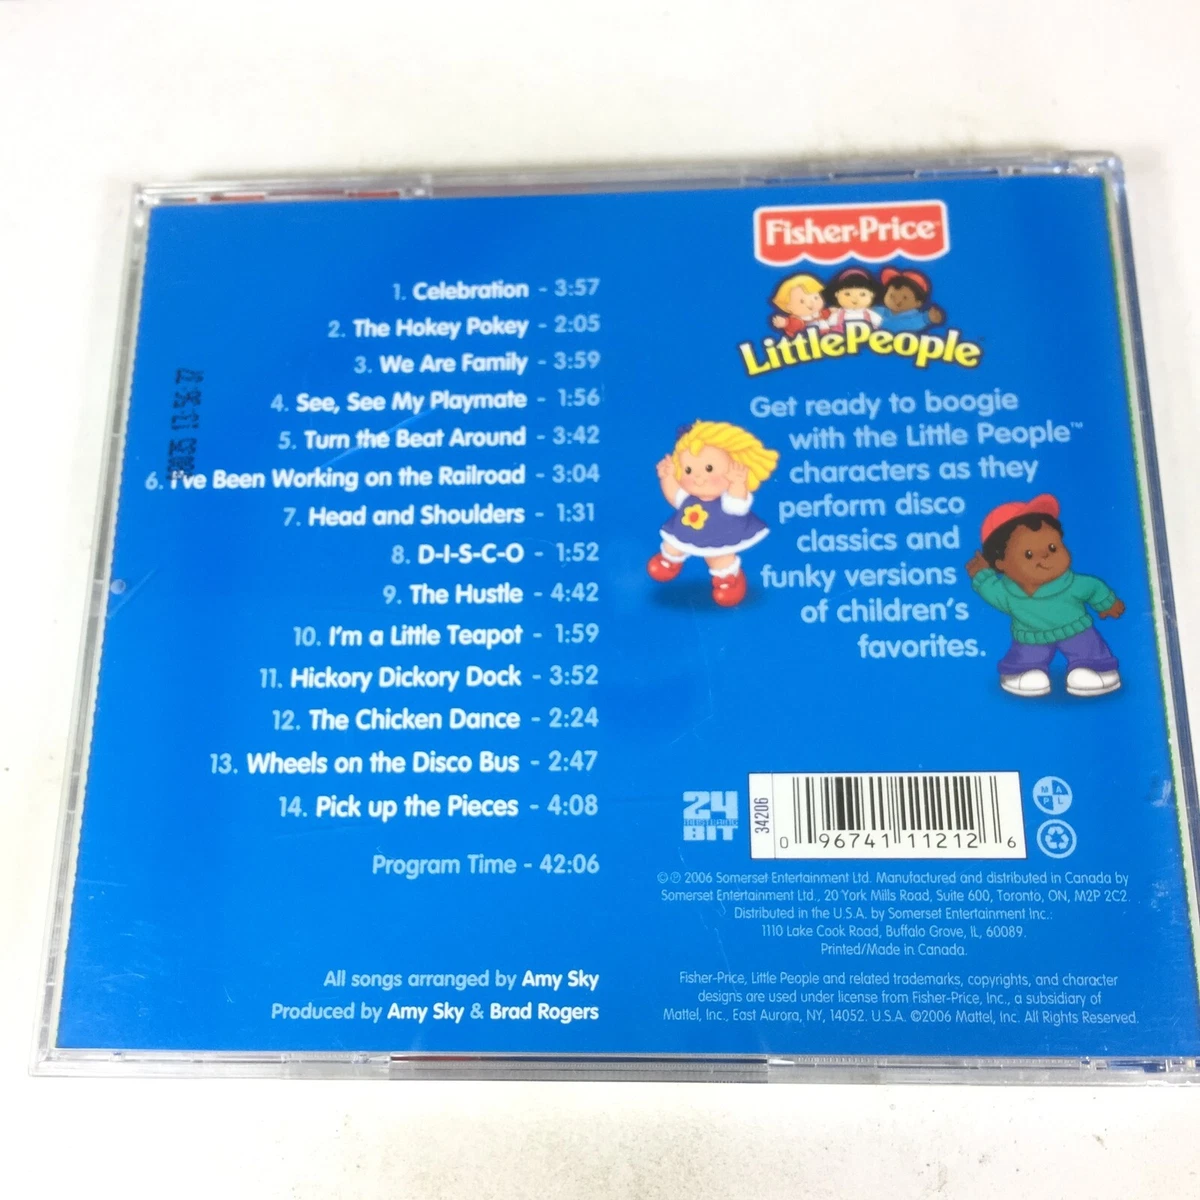 1. Celebration - 3:57
2. The Hokey Pokey - 2:05
3. We Are Family - 3:59
4. See, See My Playmate - 1:56
5. Turn the Beat Around - 3:42
6. I've Been Working on the Railroad - 3:04
7. Head and Shoulders - 1:31
8. D-I-S-C-O - 1:52
9. The Hustle - 4:42
10. I'm a Little Teapot - 1:59
11. Hickory Dickory Dock - 3:52
12. The Chicken Dance - 2:24
13. Wheels on the Disco Bus - 2:47
14. Pick up the Pieces - 4:08
Program Time - 42:06
All songs arranged by Amy Sky
Produced by Amy Sky & Brad Rogers
Fisher-Price
Little People
Get ready to boogie
with the Little People™
characters as they
perform disco
classics and
funky versions
of children's
favorites.
24
BIT
34206
0 96741 11212 6
MAPL
©℗ 2006 Somerset Entertainment Ltd. Manufactured and distributed in Canada by
Somerset Entertainment Ltd., 20 York Mills Road, Suite 600, Toronto, ON, M2P 2C2.
Distributed in the U.S.A. by Somerset Entertainment Inc.:
1110 Lake Cook Road, Buffalo Grove, IL, 60089.
Printed/Made in Canada.
Fisher-Price, Little People and related trademarks, copyrights, and character
designs are used under license from Fisher-Price, Inc., a subsidiary of
Mattel, Inc., East Aurora, NY, 14052. U.S.A. ©2006 Mattel, Inc. All Rights Reserved.